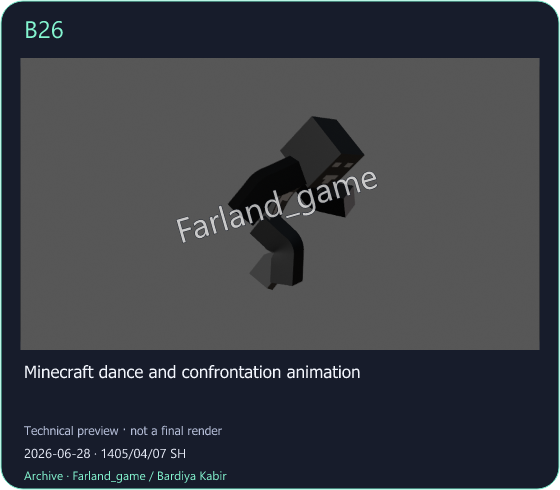 B26
Farland_game
Minecraft dance and confrontation animation
Technical preview · not a final render
2026-06-28 · 1405/04/07 SH
Archive · Farland_game / Bardiya Kabir